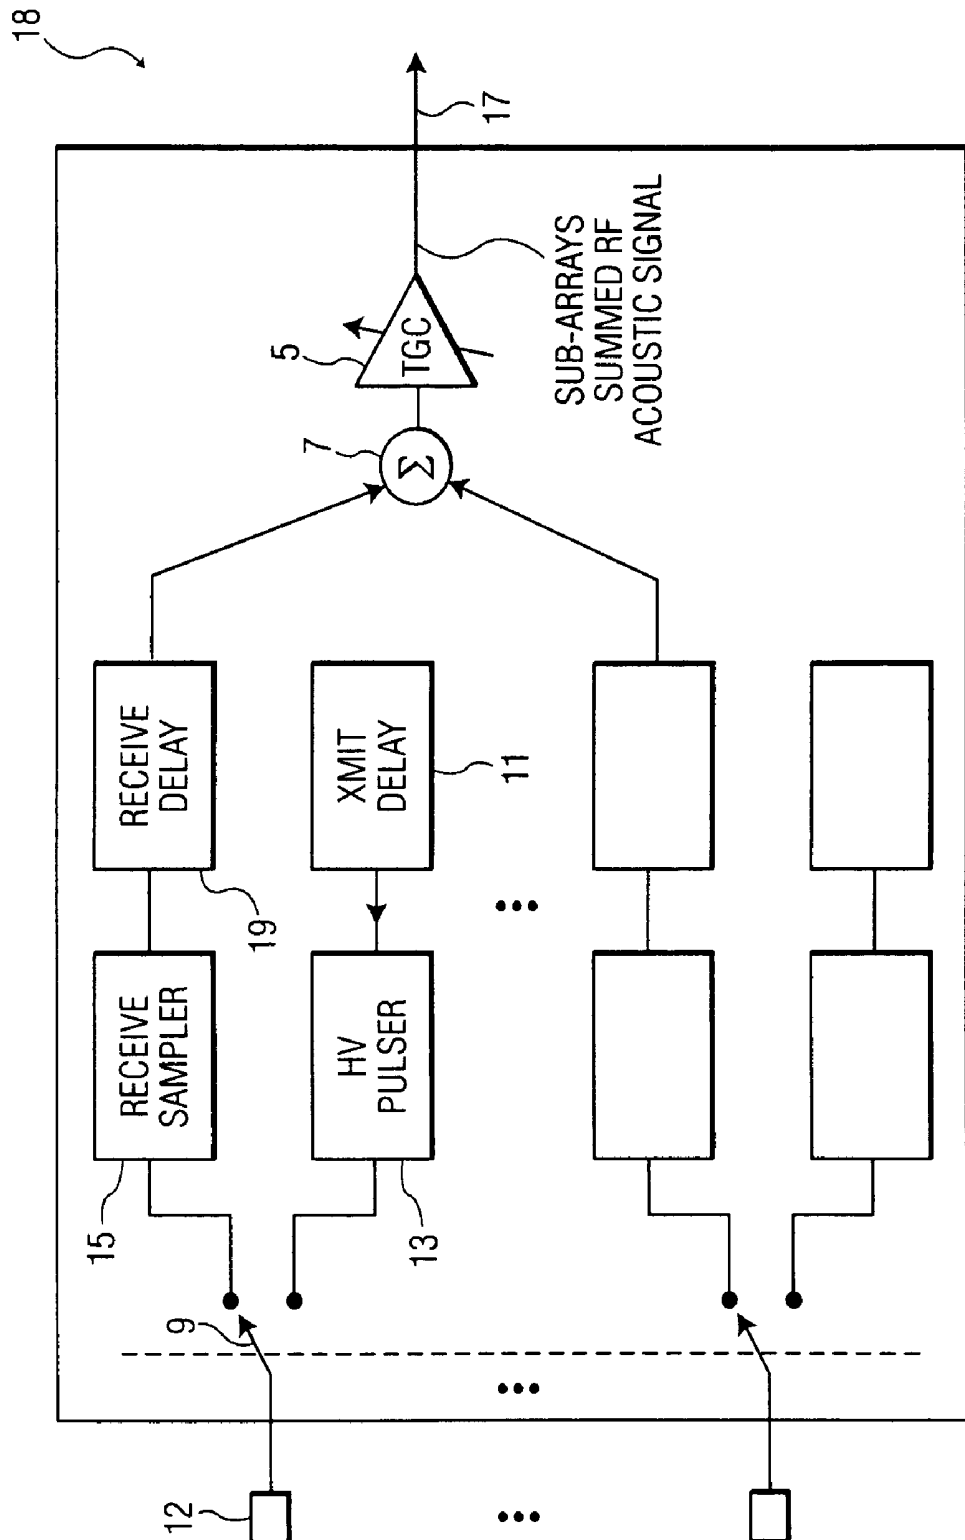 18
17
SUB-ARRAYS
SUMMED RF
ACOUSTIC SIGNAL
5
TGC
7
Σ
RECEIVE
DELAY
19
XMIT
DELAY
11
RECEIVE
SAMPLER
15
HV
PULSER
13
9
12